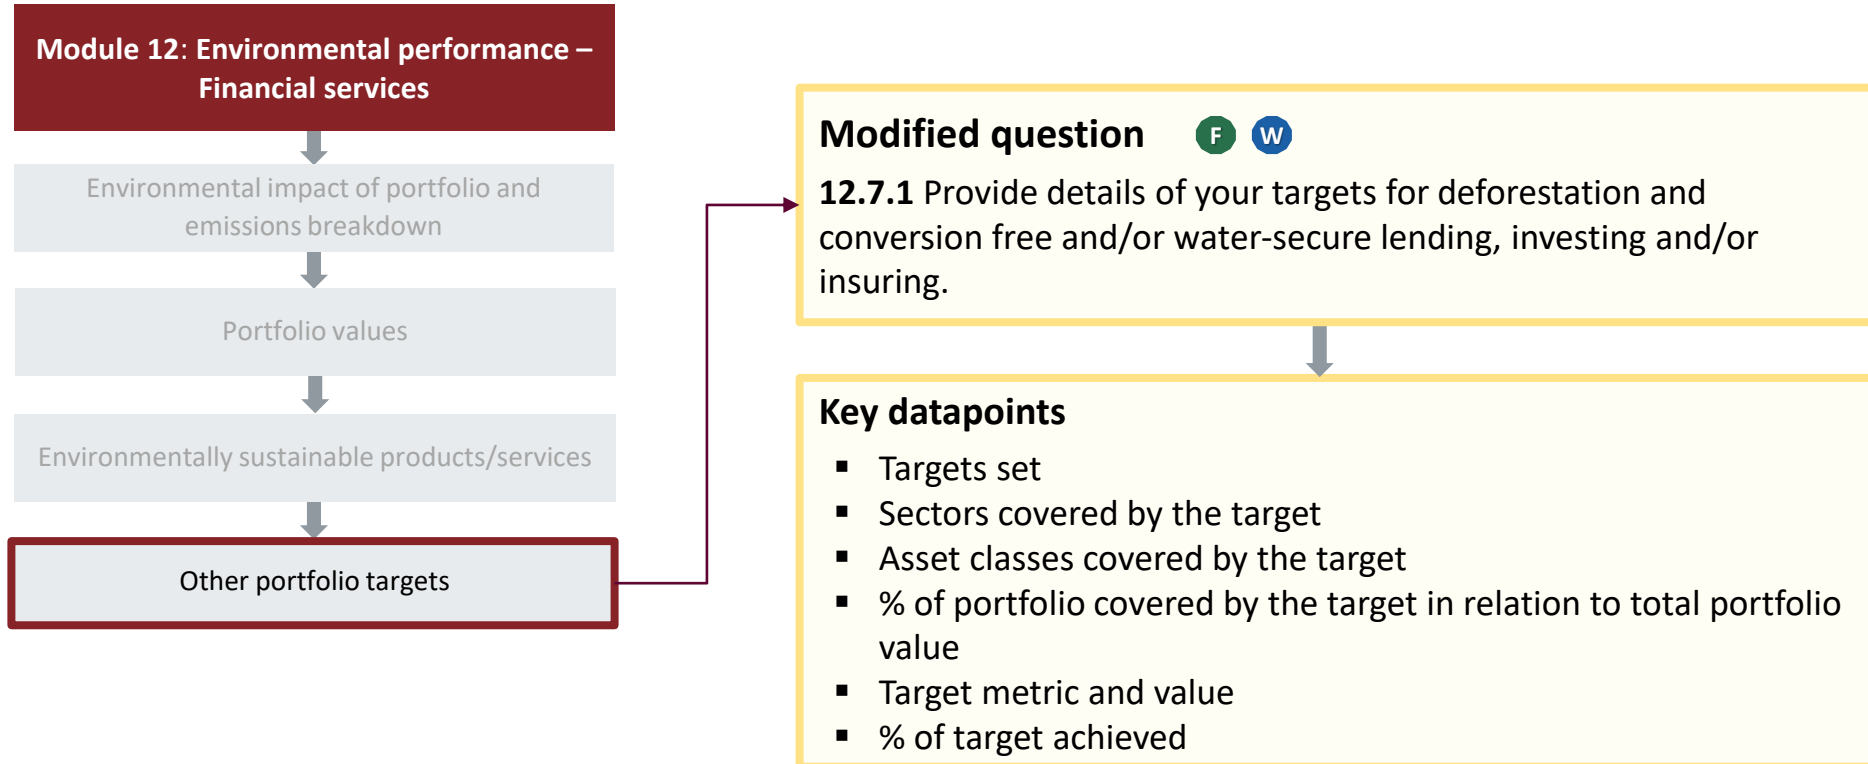 Module 12: Environmental performance –
Financial services
Environmental impact of portfolio and
emissions breakdown
Portfolio values
Environmentally sustainable products/services
Other portfolio targets
Modified question F W
12.7.1 Provide details of your targets for deforestation and
conversion free and/or water-secure lending, investing and/or
insuring.
Key datapoints
▪ Targets set
▪ Sectors covered by the target
▪ Asset classes covered by the target
▪ % of portfolio covered by the target in relation to total portfolio
value
▪ Target metric and value
▪ % of target achieved